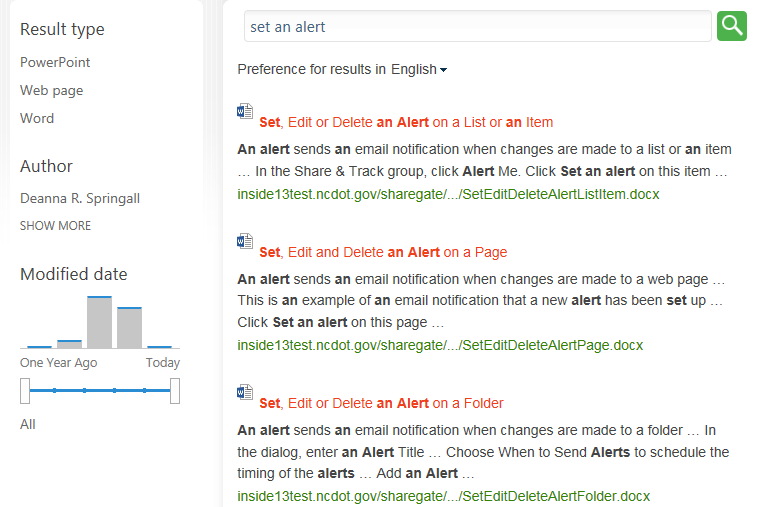 Result type
PowerPoint
Web page
Word
Author
Deanna R. Springall
SHOW MORE
Modified date
One Year Ago Today
All
set an alert
Preference for results in English
Set, Edit or Delete an Alert on a List or an Item
An alert sends an email notification when changes are made to a list or an item
… In the Share & Track group, click Alert Me. Click Set an alert on this item …
inside13test.ncdot.gov/sharegate/.../SetEditDeleteAlertListItem.docx
Set, Edit and Delete an Alert on a Page
An alert sends an email notification when changes are made to a web page …
This is an example of an email notification that a new alert has been set up …
Click Set an alert on this page …
inside13test.ncdot.gov/sharegate/.../SetEditDeleteAlertPage.docx
Set, Edit or Delete an Alert on a Folder
An alert sends an email notification when changes are made to a folder … In
the dialog, enter an Alert Title … Choose When to Send Alerts to schedule the
timing of the alerts … Add an Alert …
inside13test.ncdot.gov/sharegate/.../SetEditDeleteAlertFolder.docx